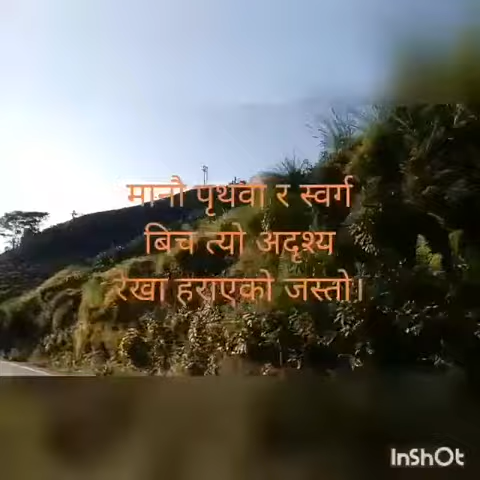 मानौ पृथवी र स्वर्ग
बिच त्यो अदृश्य
रेखा हराएको जस्तो।
InShOt